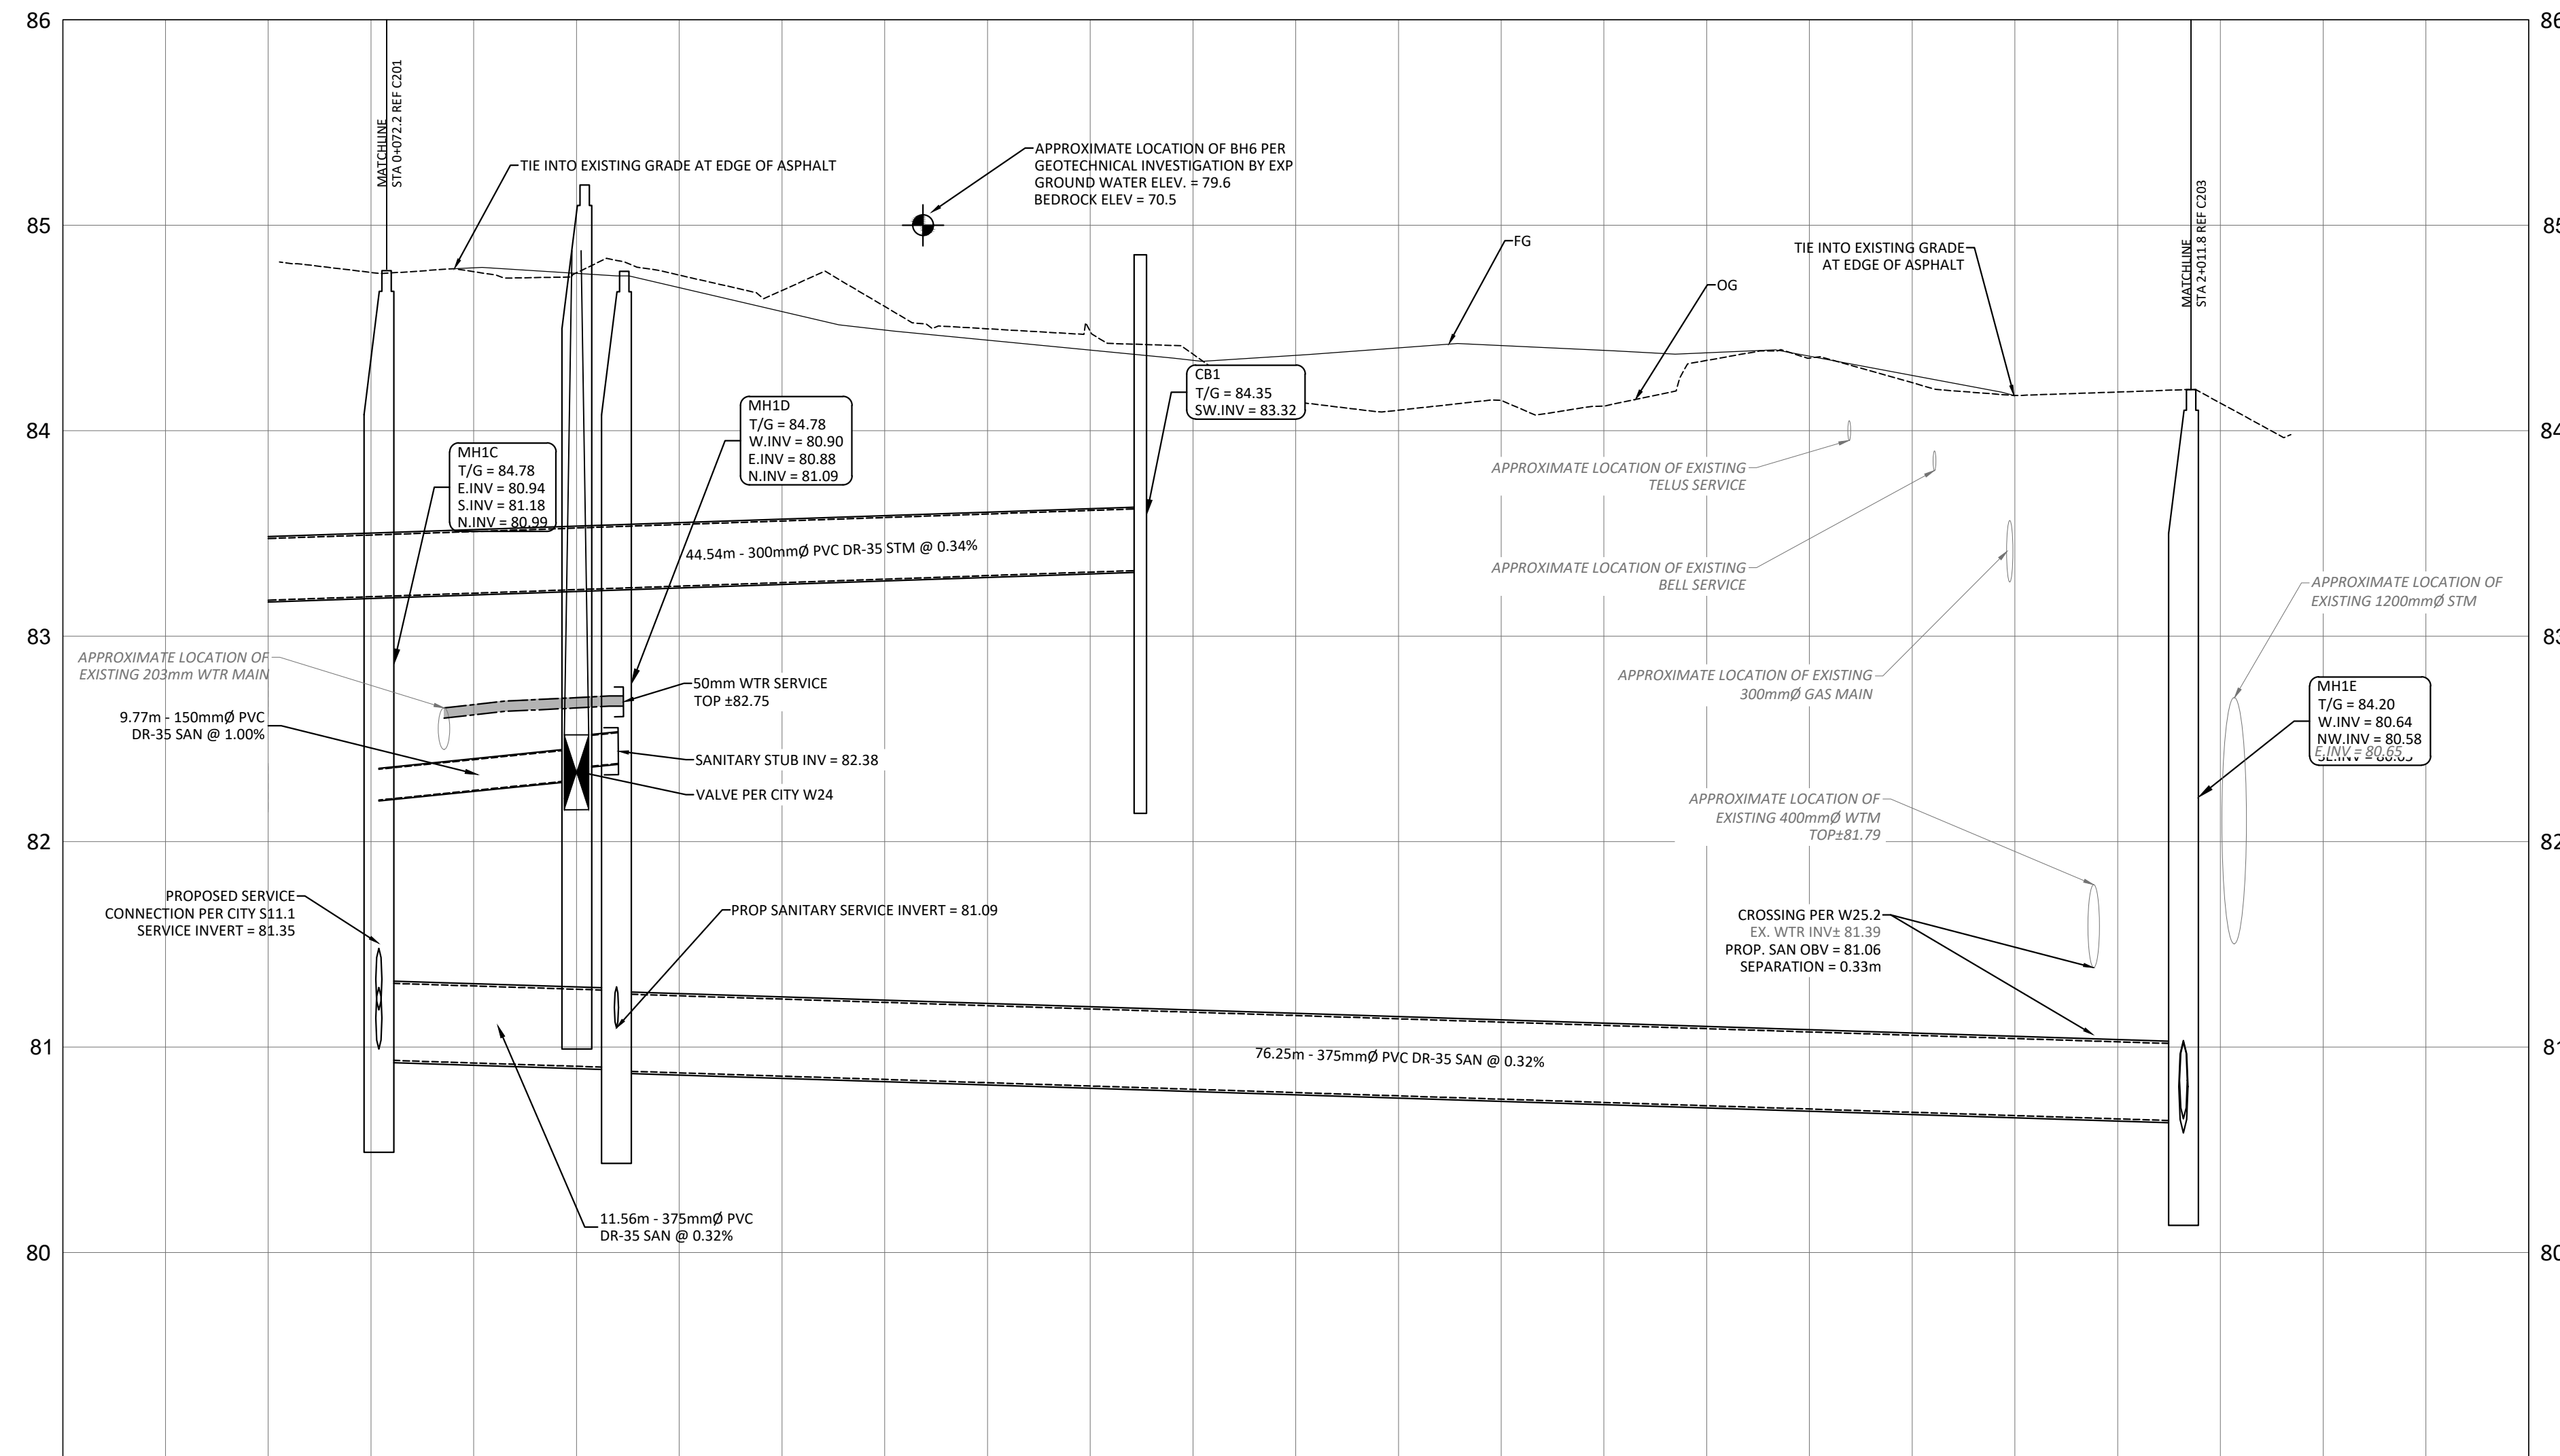 86
86
MATCHLINE
STA 0+072.2 REF C201
TIE INTO EXISTING GRADE AT EDGE OF ASPHALT
APPROXIMATE LOCATION OF BH6 PER
GEOTECHNICAL INVESTIGATION BY EXP
GROUND WATER ELEV. = 79.6
BEDROCK ELEV = 70.5
MATCHLINE
STA 2+011.8 REF C203
85
FG
TIE INTO EXISTING GRADE
AT EDGE OF ASPHALT
OG
CB1
T/G = 84.35
SW.INV = 83.32
MH1D
T/G = 84.78
W.INV = 80.90
E.INV = 80.88
N.INV = 81.09
84
84
MH1C
T/G = 84.78
E.INV = 80.94
S.INV = 81.18
N.INV = 80.99
APPROXIMATE LOCATION OF EXISTING
TELUS SERVICE
44.54m - 300mmØ PVC DR-35 STM @ 0.34%
APPROXIMATE LOCATION OF EXISTING
BELL SERVICE
APPROXIMATE LOCATION OF
EXISTING 1200mmØ STM
83
APPROXIMATE LOCATION OF
EXISTING 203mm WTR MAIN
50mm WTR SERVICE
TOP ±82.75
APPROXIMATE LOCATION OF EXISTING
300mmØ GAS MAIN
MH1E
T/G = 84.20
W.INV = 80.64
NW.INV = 80.58
E.INV = 80.65
9.77m - 150mmØ PVC
DR-35 SAN @ 1.00%
SANITARY STUB INV = 82.38
VALVE PER CITY W24
APPROXIMATE LOCATION OF
EXISTING 400mmØ WTM
TOP±81.79
82
PROPOSED SERVICE
CONNECTION PER CITY S11.1
SERVICE INVERT = 81.35
PROP SANITARY SERVICE INVERT = 81.09
CROSSING PER W25.2
EX. WTR INV± 81.39
PROP. SAN OBV = 81.06
SEPARATION = 0.33m
81
76.25m - 375mmØ PVC DR-35 SAN @ 0.32%
11.56m - 375mmØ PVC
DR-35 SAN @ 0.32%
80
80